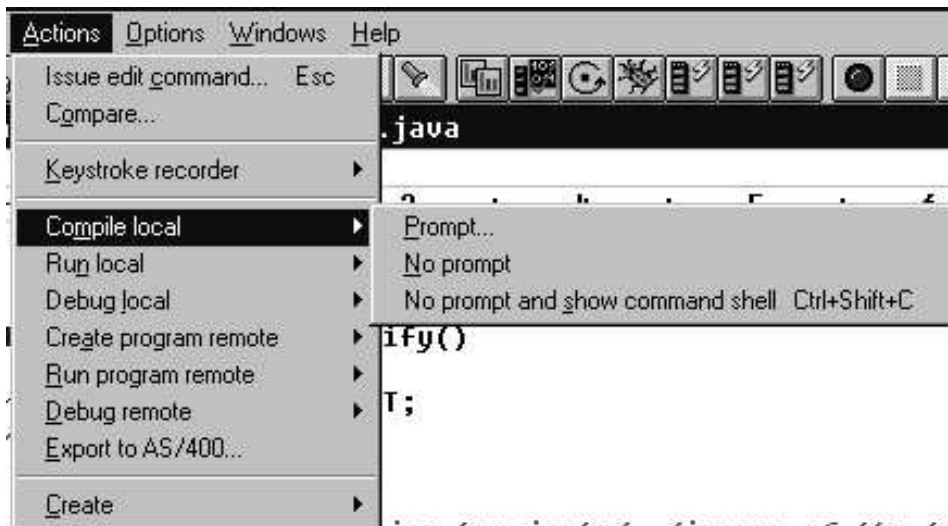 Actions Options Windows Help
Issue edit command... Esc
Compare...
.java
Keystroke recorder
Compile local
Prompt...
Run local
No prompt
Debug local
No prompt and show command shell Ctrl+Shift+C
Create program remote
ify()
Run program remote
Debug remote
T;
Export to AS/400...
Create